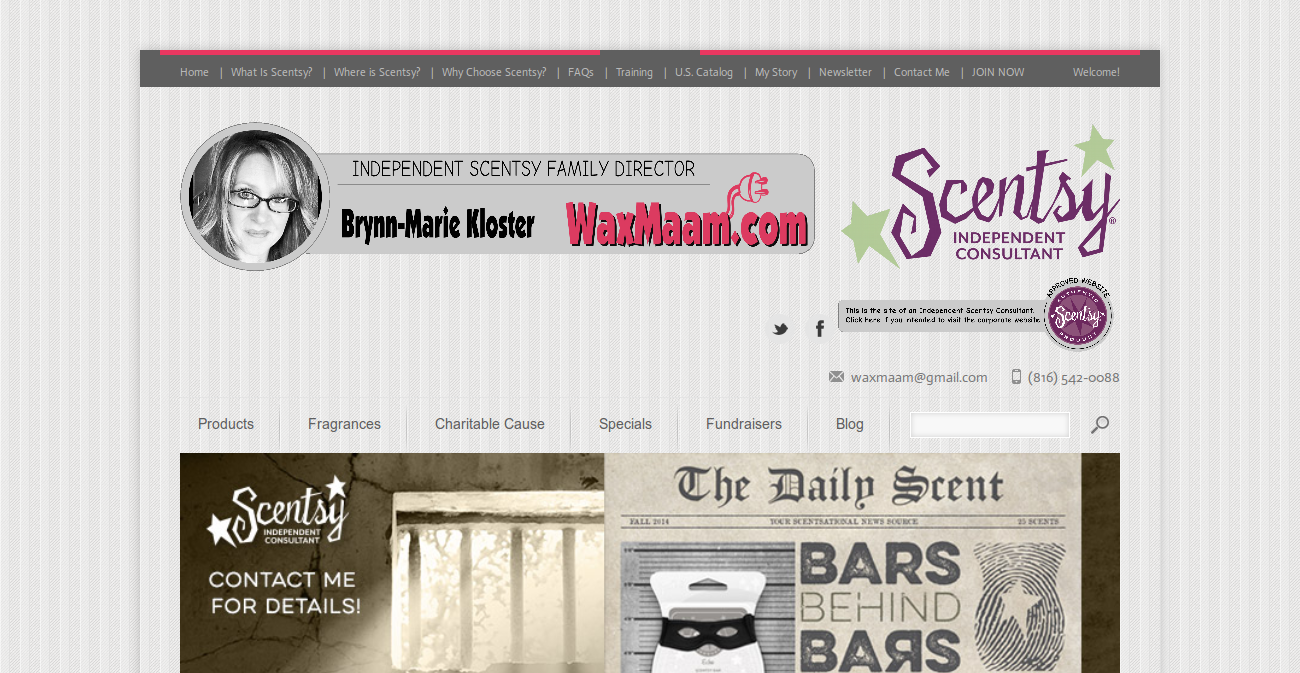 Home | What Is Scentsy? | Where is Scentsy? | Why Choose Scentsy? | FAQs | Training | U.S. Catalog | My Story | Newsletter | Contact Me | JOIN NOW Welcome!
INDEPENDENT SCENTSY FAMILY DIRECTOR
Brynn-Marie Kloster WaxMaam.com
Scentsy®
INDEPENDENT
CONSULTANT
APPROVED WEBSITE
AUTHENTIC
Scentsy
PRODUCT
This is the site of an Independent Scentsy Consultant.
Click here if you intended to visit the corporate website
waxmaam@gmail.com (816) 542-0088
Products Fragrances Charitable Cause Specials Fundraisers Blog
Scentsy
INDEPENDENT
CONSULTANT
CONTACT ME
FOR DETAILS!
The Daily Scent
FALL 2014 YOUR SCENTSATIONAL NEWS SOURCE 25 SCENTS
BARS
BEHIND
BARS